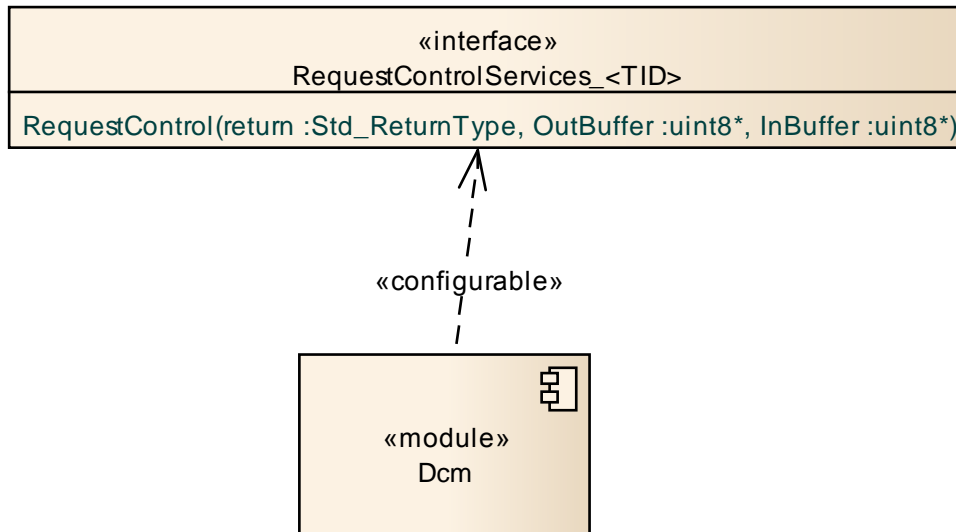 «interface»
RequestControlServices_<TID>
RequestControl(return :Std_ReturnType, OutBuffer :uint8*, InBuffer :uint8*)
«configurable»
«module»
Dcm